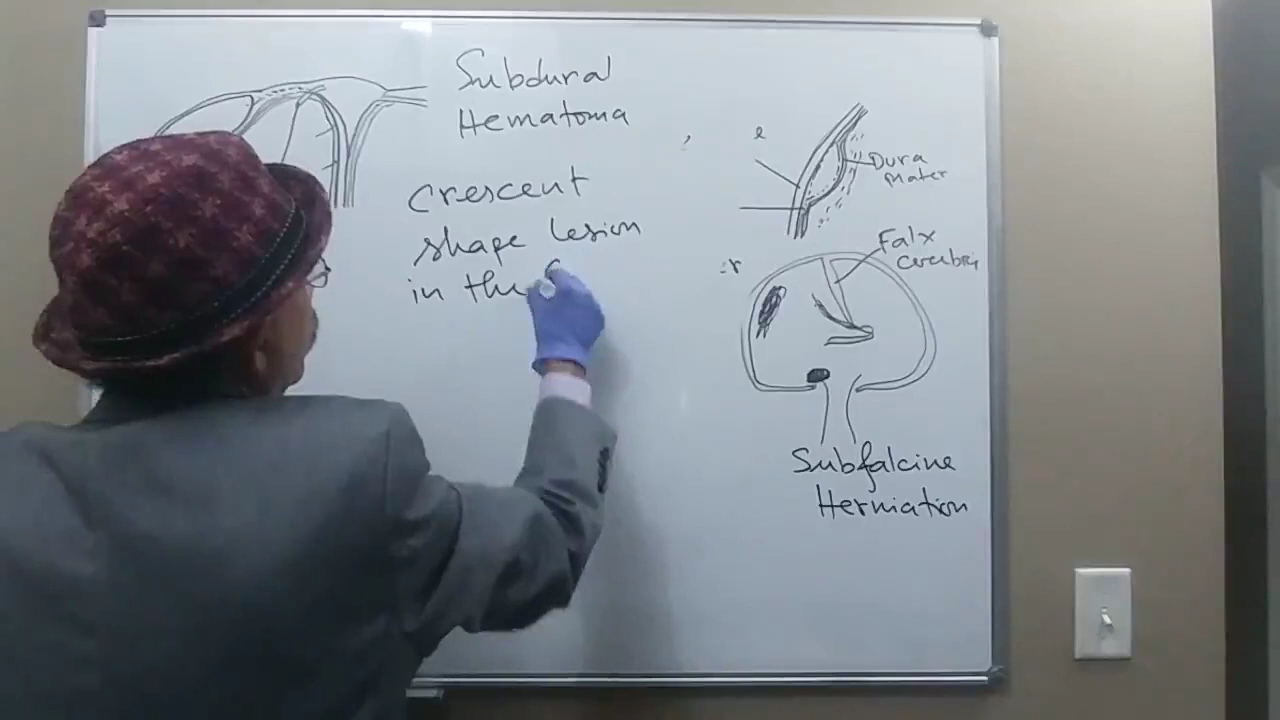 Subdural
Hematoma
Crescent
shape lesion
in the
e
Dura
Mater
Falx
Cerebri
r
Subfalcine
Herniation